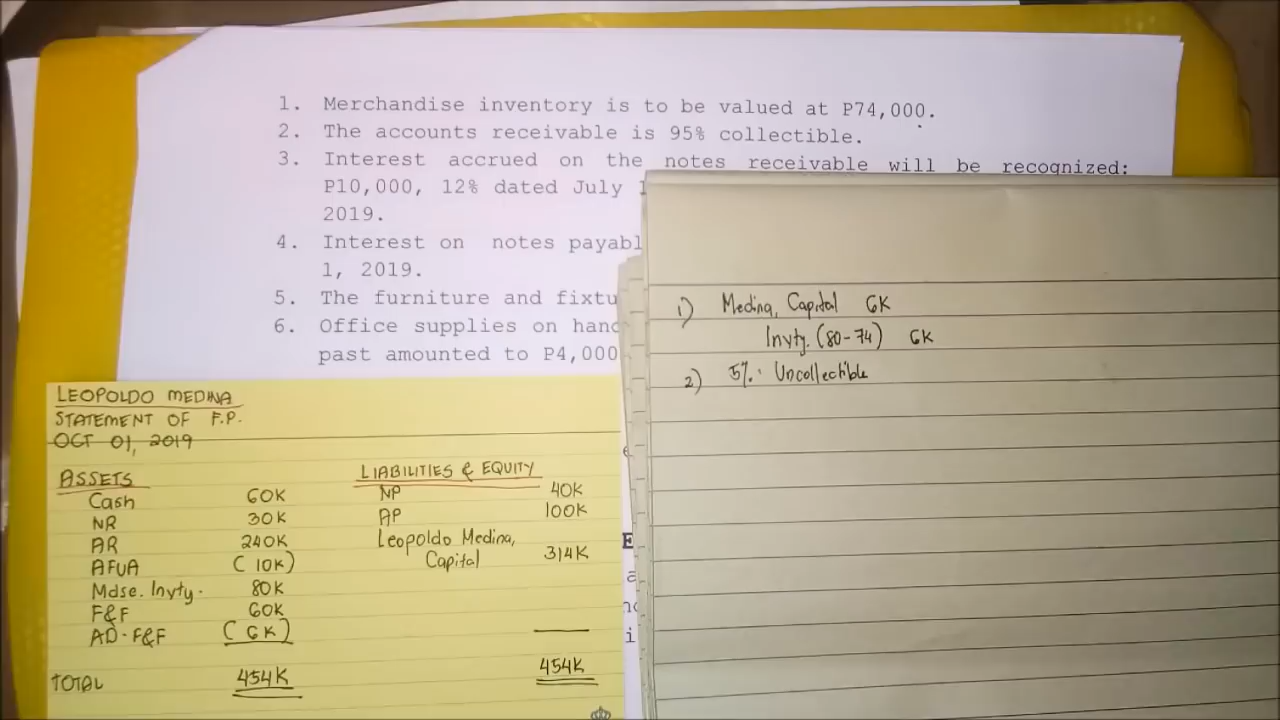 1. Merchandise inventory is to be valued at P74,000.
2. The accounts receivable is 95% collectible.
3. Interest accrued on the notes receivable will be recognized:
P10,000, 12% dated July
2019.
4. Interest on notes payabl
1, 2019.
5. The furniture and fixtu
6. Office supplies on hand
past amounted to P4,000
LEOPOLDO MEDINA
STATEMENT OF F.P.
OCT 01, 2019
ASSETS LIABILITIES & EQUITY
Cash 60K NP 40K
NR 30K AP 100K
AR 240K Leopoldo Medina,
AFUA (10K) Capital 314K
Mdse. Invty. 80K
F&F 60K
AD-F&F (6K)
TOTAL 454K 454K
1) Medina, Capital 6K
Invty. (80-74) 6K
2) 5% Uncollectible